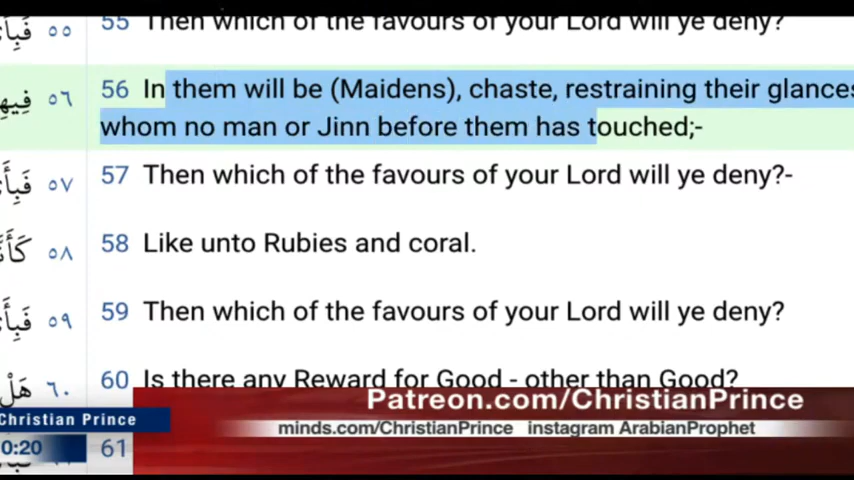 ٥٥ 55 Then which of the favours of your Lord will ye deny?
٥٦ 56 In them will be (Maidens), chaste, restraining their glances
whom no man or Jinn before them has touched;-
٥٧ 57 Then which of the favours of your Lord will ye deny?-
٥٨ 58 Like unto Rubies and coral.
٥٩ 59 Then which of the favours of your Lord will ye deny?
هَلْ ٦٠ 60 Is there any Reward for Good - other than Good?
Patreon.com/ChristianPrince
Christian Prince
minds.com/ChristianPrince instagram ArabianProphet
0:20
61